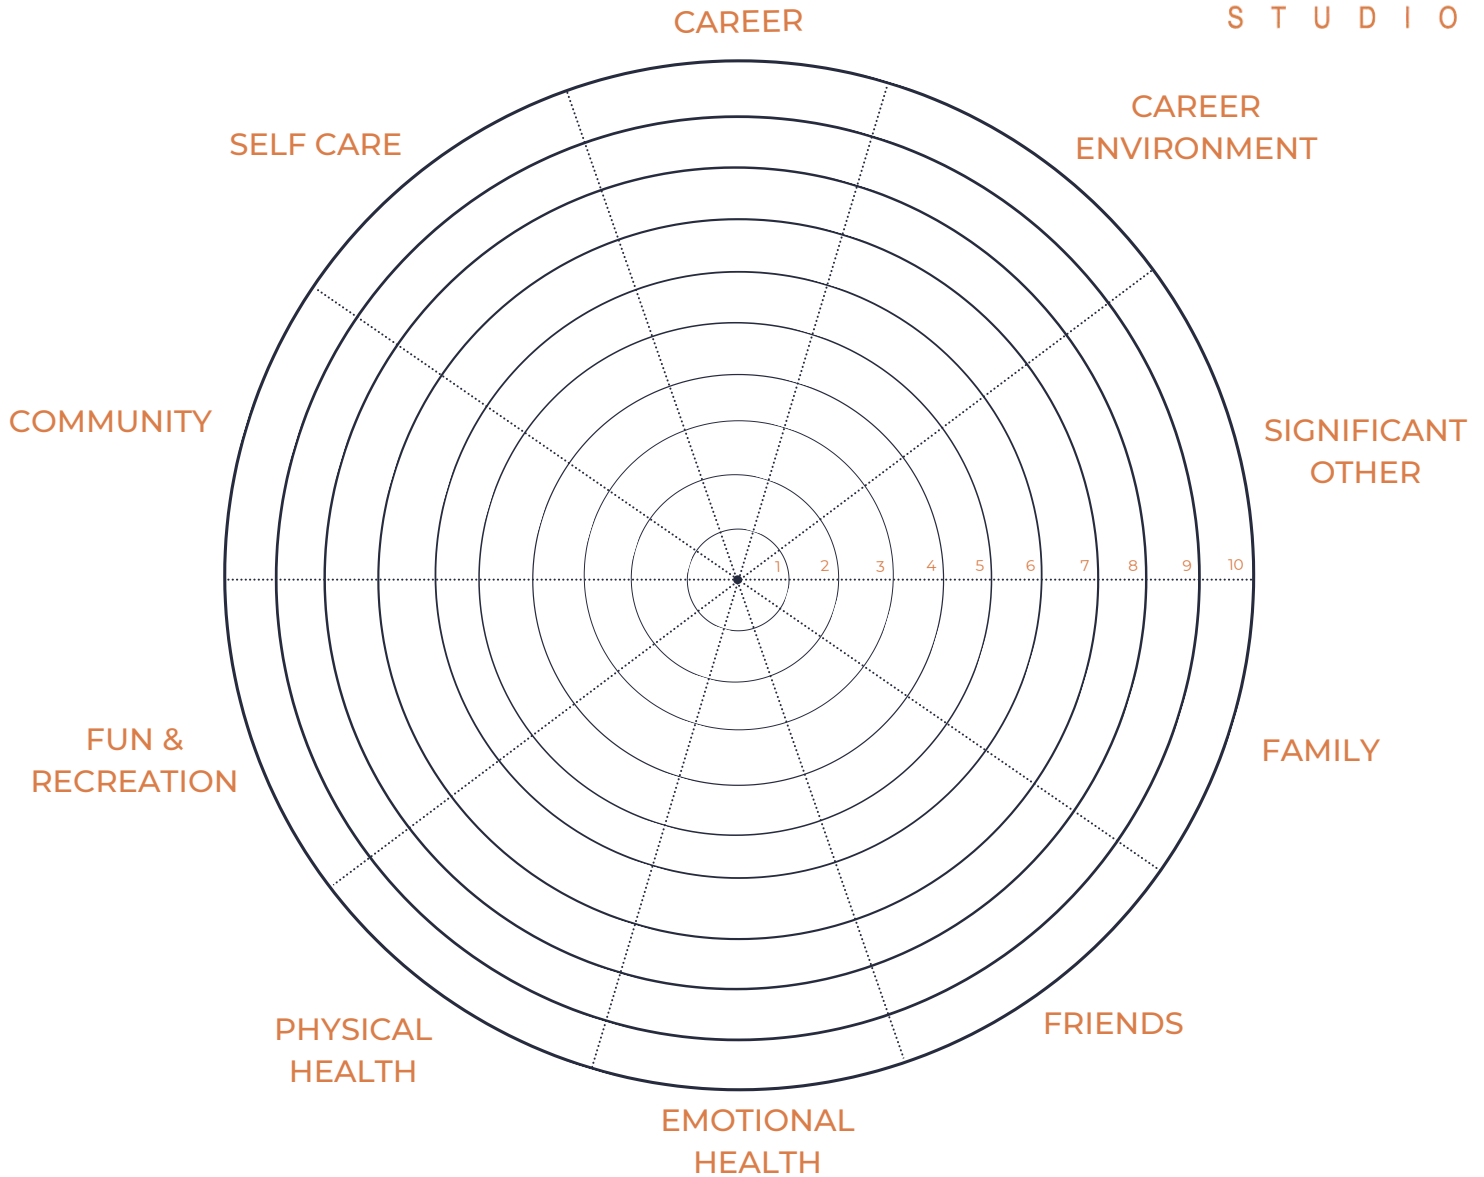 STUDIO
CAREER
CAREER
ENVIRONMENT
SELF CARE
COMMUNITY
SIGNIFICANT
OTHER
1 2 3 4 5 6 7 8 9 10
FUN &
RECREATION
FAMILY
PHYSICAL
HEALTH
FRIENDS
EMOTIONAL
HEALTH